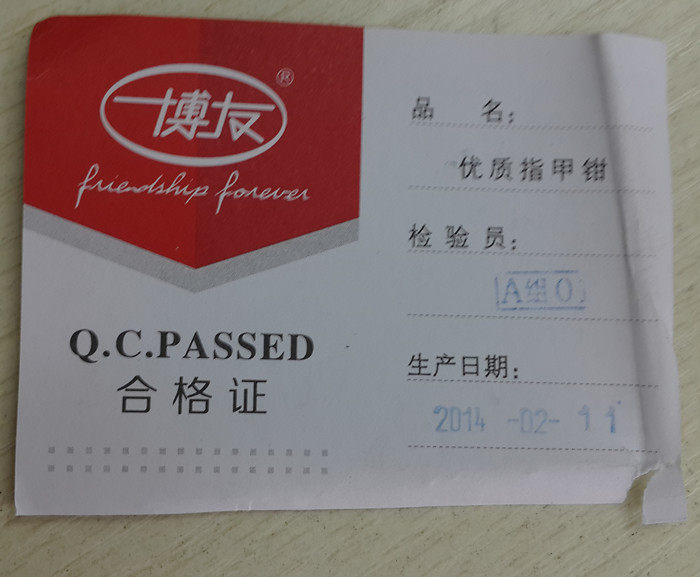 博友
®
friendship forever
Q.C.PASSED
合格证
品 名:
优质指甲钳
检验员:
A组O
生产日期:
2014 -02- 11